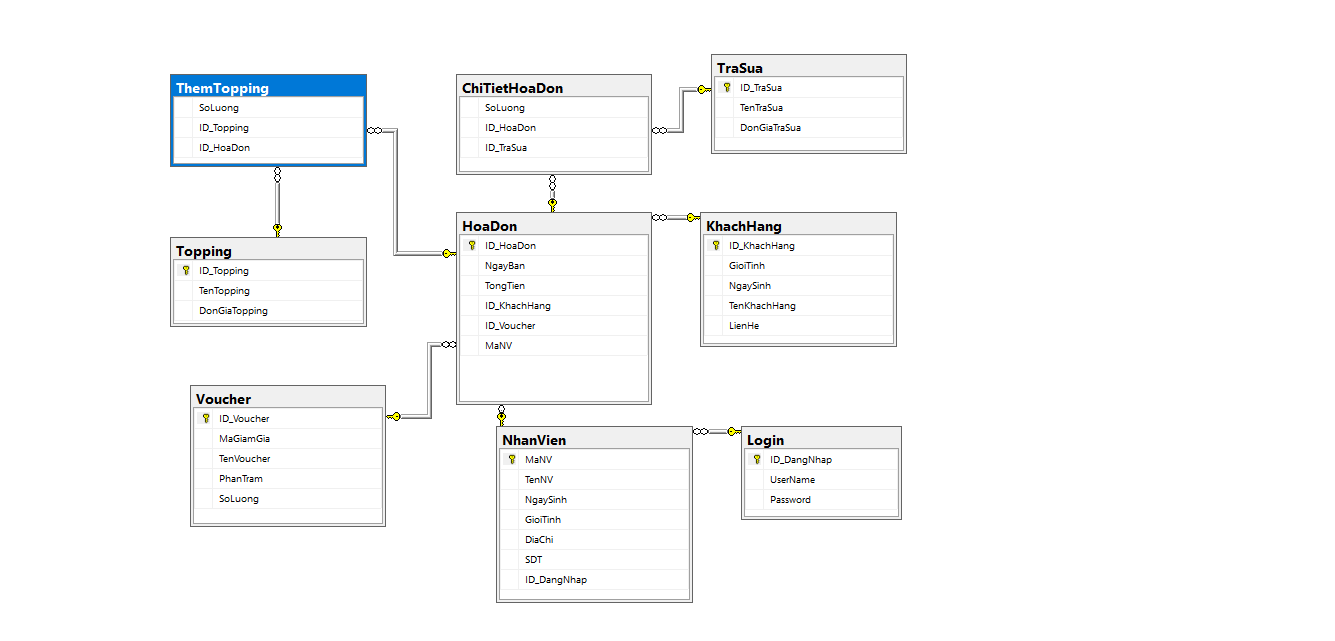 ThemTopping
SoLuong
ID_Topping
ID_HoaDon
ChiTietHoaDon
SoLuong
ID_HoaDon
ID_TraSua
TraSua
ID_TraSua
TenTraSua
DonGiaTraSua
Topping
ID_Topping
TenTopping
DonGiaTopping
HoaDon
ID_HoaDon
NgayBan
TongTien
ID_KhachHang
ID_Voucher
MaNV
KhachHang
ID_KhachHang
GioiTinh
NgaySinh
TenKhachHang
LienHe
Voucher
ID_Voucher
MaGiamGia
TenVoucher
PhanTram
SoLuong
NhanVien
MaNV
TenNV
NgaySinh
GioiTinh
DiaChi
SDT
ID_DangNhap
Login
ID_DangNhap
UserName
Password